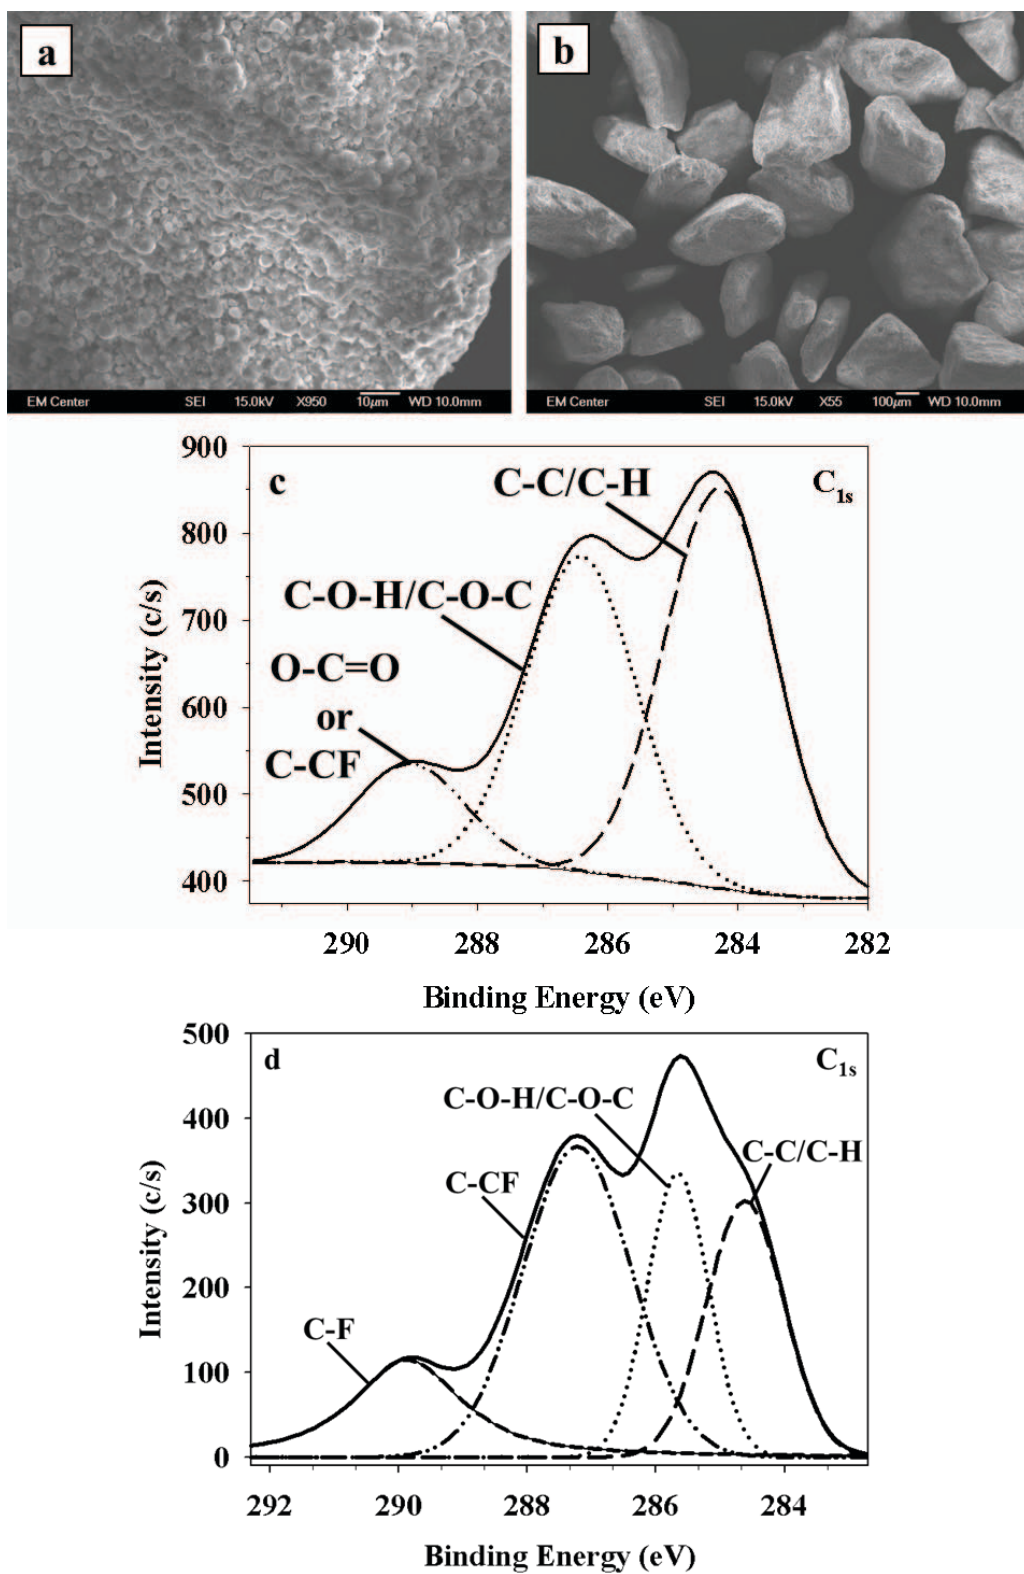 a
b
EM Center SEI 15.0kV X950 10μm WD 10.0mm
EM Center SEI 15.0kV X55 100μm WD 10.0mm
900
800
700
600
500
400
Intensity (c/s)
c
C-C/C-H
C1s
C-O-H/C-O-C
O-C=O
or
C-CF
290 288 286 284 282
Binding Energy (eV)
500
400
300
200
100
0
Intensity (c/s)
d
C1s
C-O-H/C-O-C
C-C/C-H
C-CF
C-F
292 290 288 286 284
Binding Energy (eV)